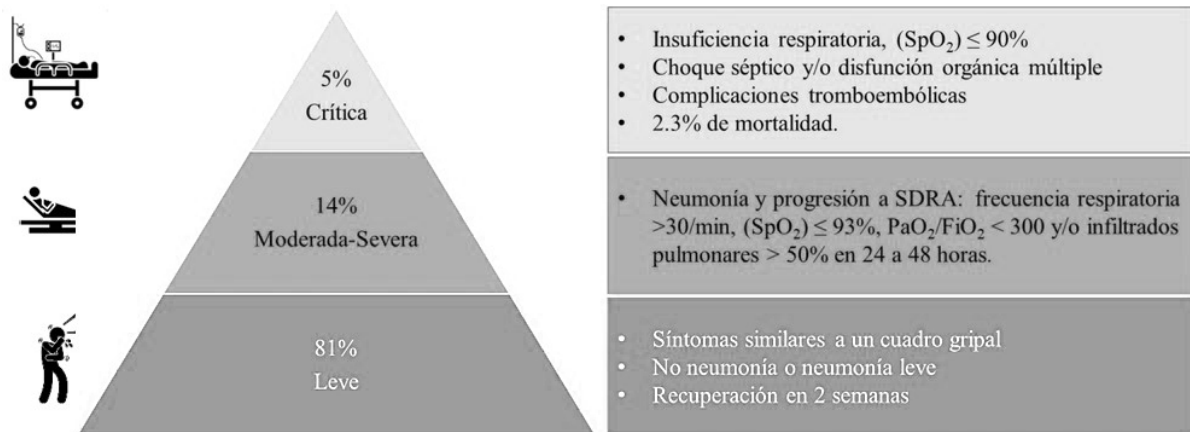 5%
Crítica
• Insuficiencia respiratoria, (SpO₂) ≤ 90%
• Choque séptico y/o disfunción orgánica múltiple
• Complicaciones tromboembólicas
• 2.3% de mortalidad.
14%
Moderada-Severa
• Neumonía y progresión a SDRA: frecuencia respiratoria
>30/min, (SpO₂) ≤ 93%, PaO₂/FiO₂ < 300 y/o infiltrados
pulmonares > 50% en 24 a 48 horas.
81%
Leve
• Síntomas similares a un cuadro gripal
• No neumonía o neumonía leve
• Recuperación en 2 semanas